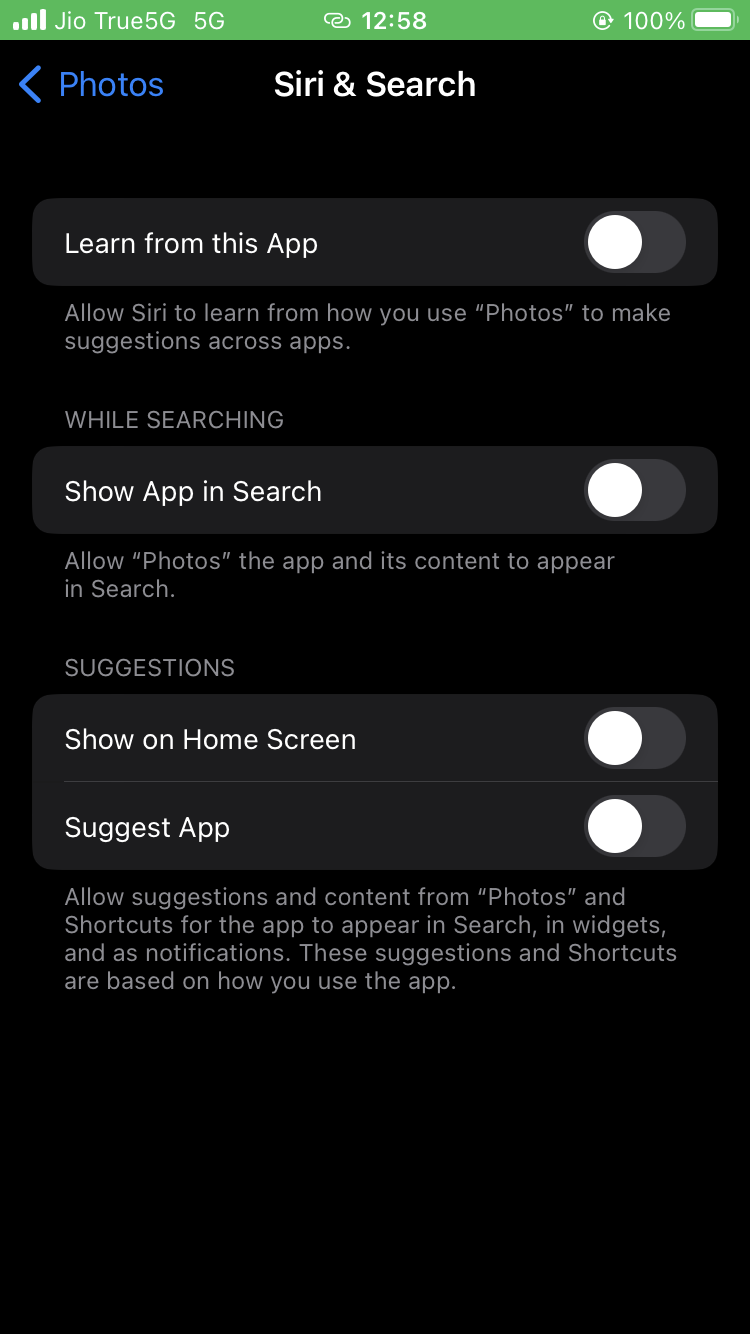 Jio True5G 5G 12:58 100%
Photos Siri & Search
Learn from this App
Allow Siri to learn from how you use “Photos” to make
suggestions across apps.
WHILE SEARCHING
Show App in Search
Allow “Photos” the app and its content to appear
in Search.
SUGGESTIONS
Show on Home Screen
Suggest App
Allow suggestions and content from “Photos” and
Shortcuts for the app to appear in Search, in widgets,
and as notifications. These suggestions and Shortcuts
are based on how you use the app.